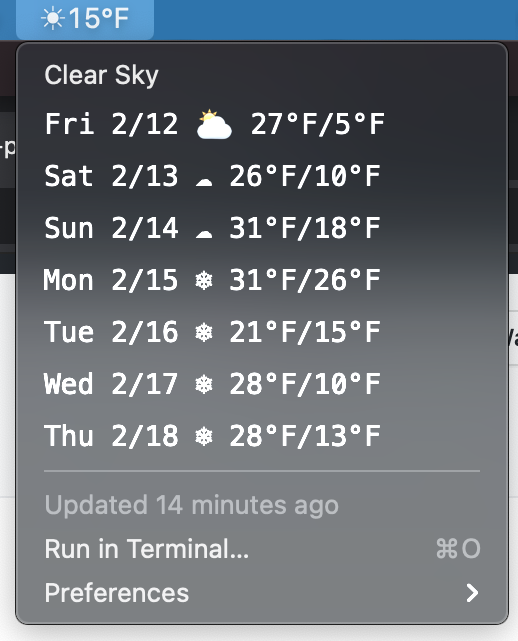 ☀15°F
Clear Sky
Fri 2/12 🌤 27°F/5°F
Sat 2/13 ☁ 26°F/10°F
Sun 2/14 ☁ 31°F/18°F
Mon 2/15 ❄ 31°F/26°F
Tue 2/16 ❄ 21°F/15°F
Wed 2/17 ❄ 28°F/10°F
Thu 2/18 ❄ 28°F/13°F
Updated 14 minutes ago
Run in Terminal... ⌘O
Preferences